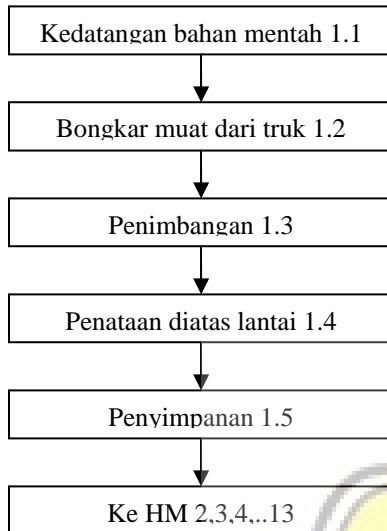 Kedatangan bahan mentah 1.1
Bongkar muat dari truk 1.2
Penimbangan 1.3
Penataan diatas lantai 1.4
Penyimpanan 1.5
Ke HM 2,3,4,..13